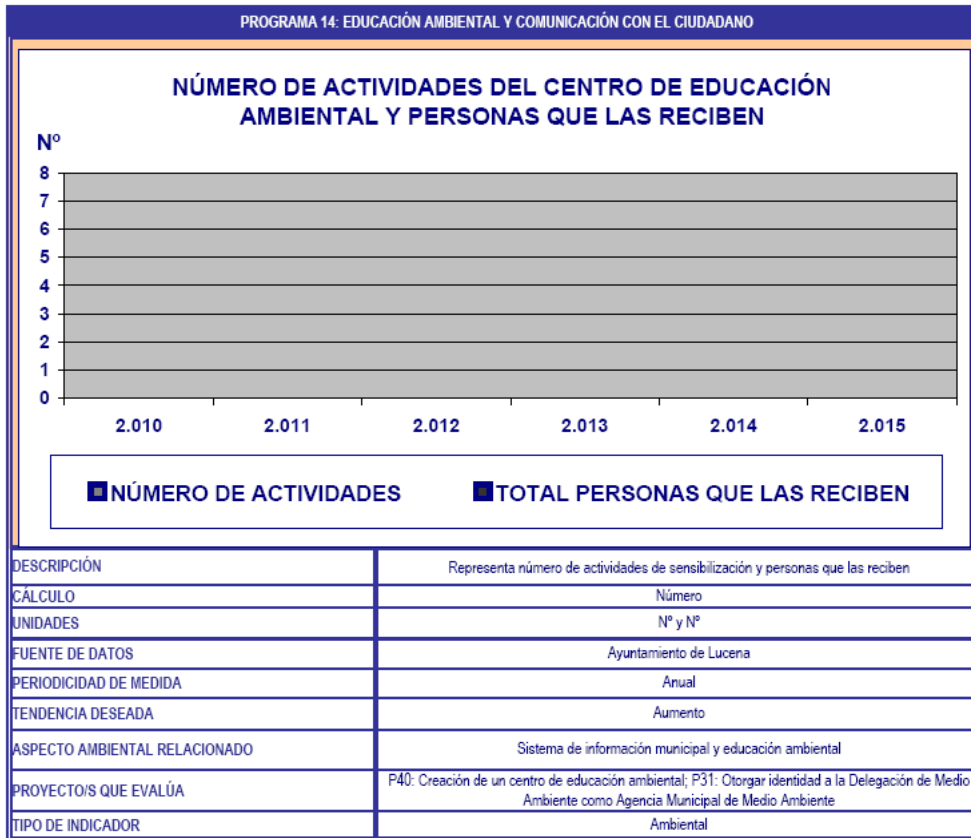 PROGRAMA 14: EDUCACIÓN AMBIENTAL Y COMUNICACIÓN CON EL CIUDADANO
NÚMERO DE ACTIVIDADES DEL CENTRO DE EDUCACIÓN
AMBIENTAL Y PERSONAS QUE LAS RECIBEN
Nº
8
7
6
5
4
3
2
1
0
2.010 2.011 2.012 2.013 2.014 2.015
NÚMERO DE ACTIVIDADES TOTAL PERSONAS QUE LAS RECIBEN
DESCRIPCIÓN Representa número de actividades de sensibilización y personas que las reciben
CÁLCULO Número
UNIDADES Nº y Nº
FUENTE DE DATOS Ayuntamiento de Lucena
PERIODICIDAD DE MEDIDA Anual
TENDENCIA DESEADA Aumento
ASPECTO AMBIENTAL RELACIONADO Sistema de información municipal y educación ambiental
PROYECTO/S QUE EVALÚA P40: Creación de un centro de educación ambiental; P31: Otorgar identidad a la Delegación de Medio
Ambiente como Agencia Municipal de Medio Ambiente
TIPO DE INDICADOR Ambiental